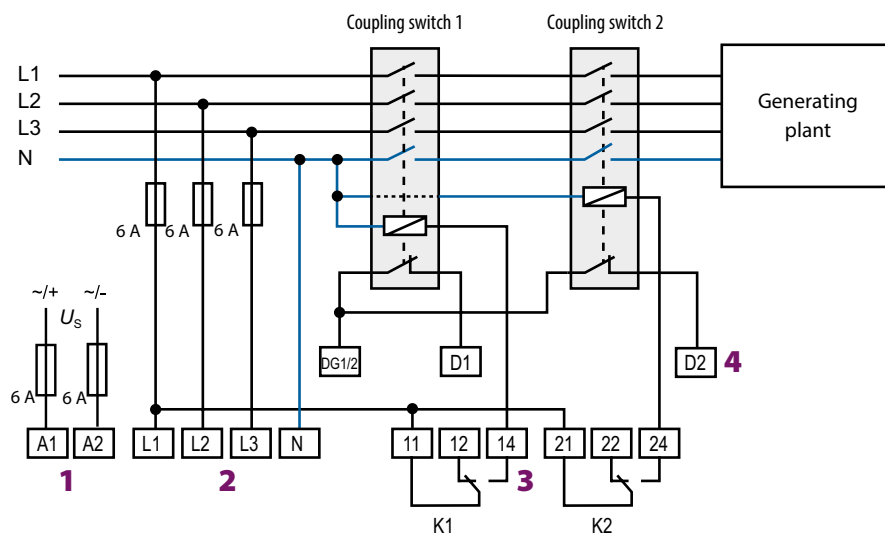 Coupling switch 1
Coupling switch 2
L1
L2
L3
N
Generating
plant
6 A
6 A
6 A
~/+
~/-
US
6 A
6 A
DG1/2
D1
D2
4
A1
A2
L1
L2
L3
N
11
12
14
21
22
24
1
2
3
K1
K2